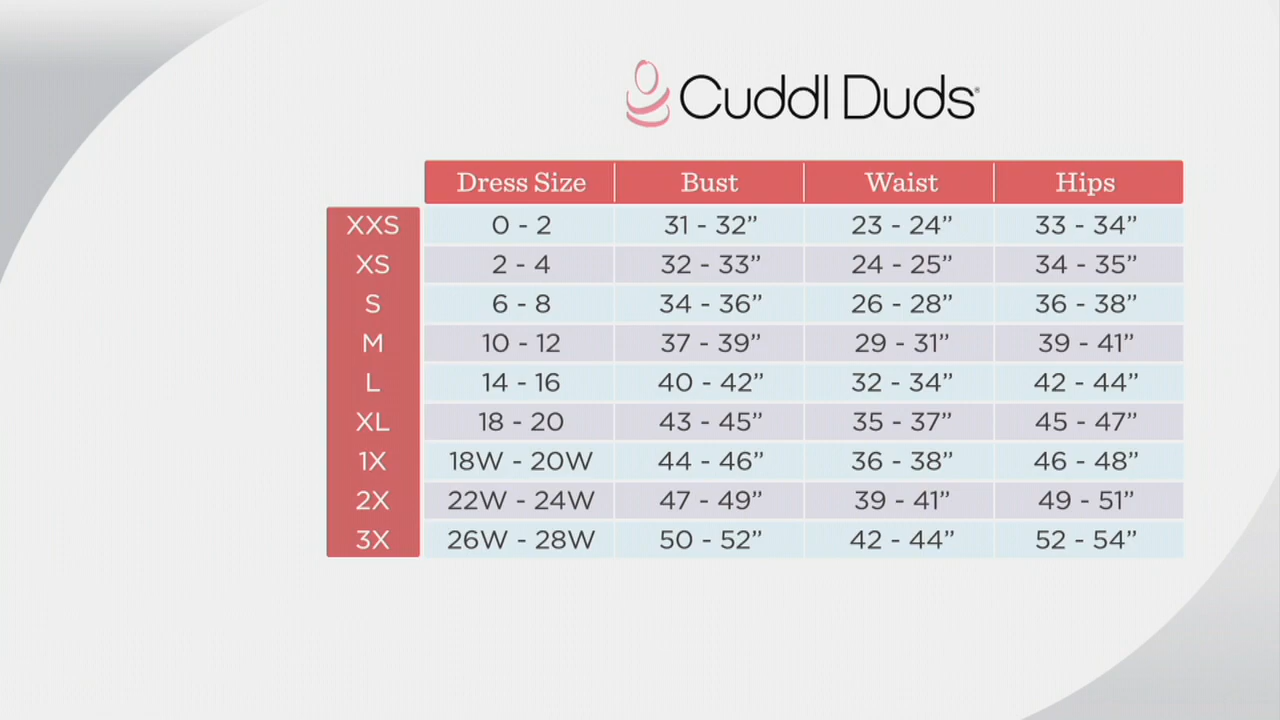 Cuddl Duds®
Dress Size Bust Waist Hips
XXS 0 - 2 31 - 32” 23 - 24” 33 - 34”
XS 2 - 4 32 - 33” 24 - 25” 34 - 35”
S 6 - 8 34 - 36” 26 - 28” 36 - 38”
M 10 - 12 37 - 39” 29 - 31” 39 - 41”
L 14 - 16 40 - 42” 32 - 34” 42 - 44”
XL 18 - 20 43 - 45” 35 - 37” 45 - 47”
1X 18W - 20W 44 - 46” 36 - 38” 46 - 48”
2X 22W - 24W 47 - 49” 39 - 41” 49 - 51”
3X 26W - 28W 50 - 52” 42 - 44” 52 - 54”